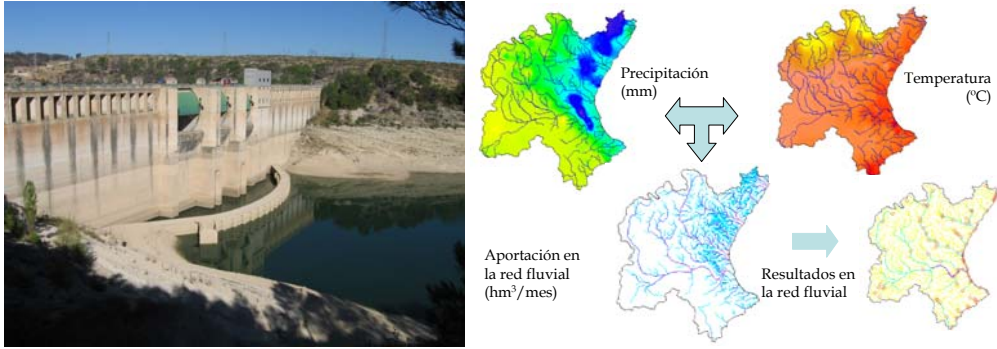 Precipitación
(mm)
Temperatura
(ºC)
Aportación en
la red fluvial
(hm³/mes)
Resultados en
la red fluvial